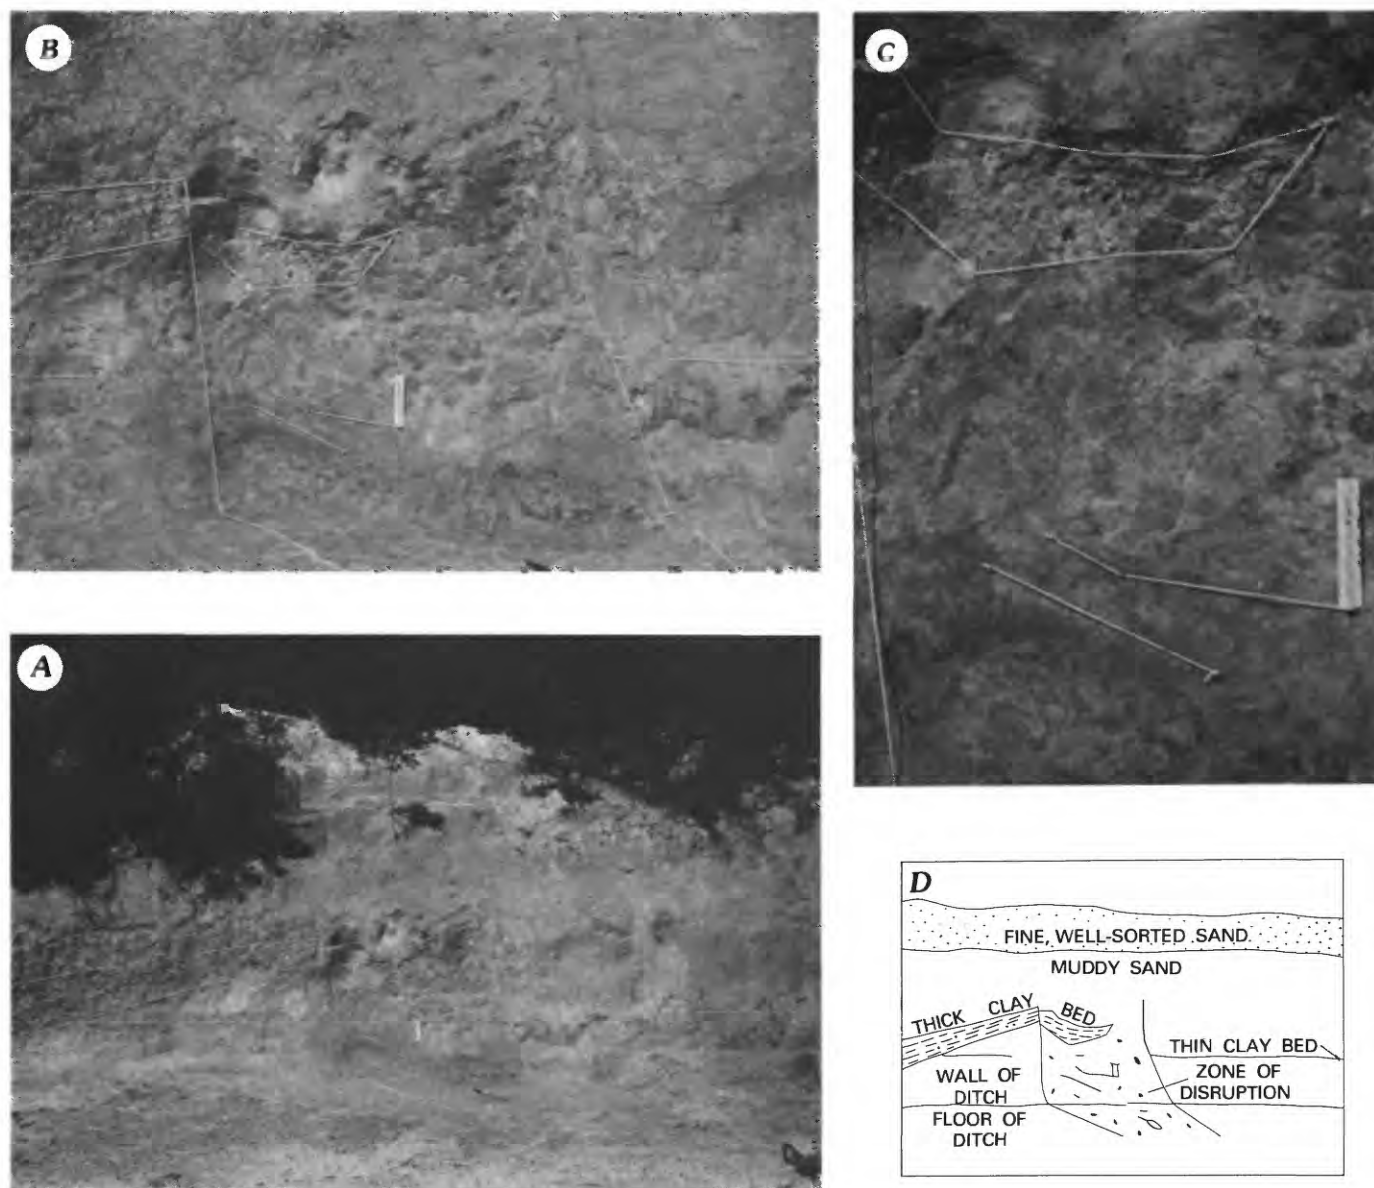 B
C
A
D
FINE, WELL-SORTED SAND
MUDDY SAND
THICK CLAY BED
THIN CLAY BED
WALL OF
DITCH
ZONE OF
DISRUPTION
FLOOR OF
DITCH